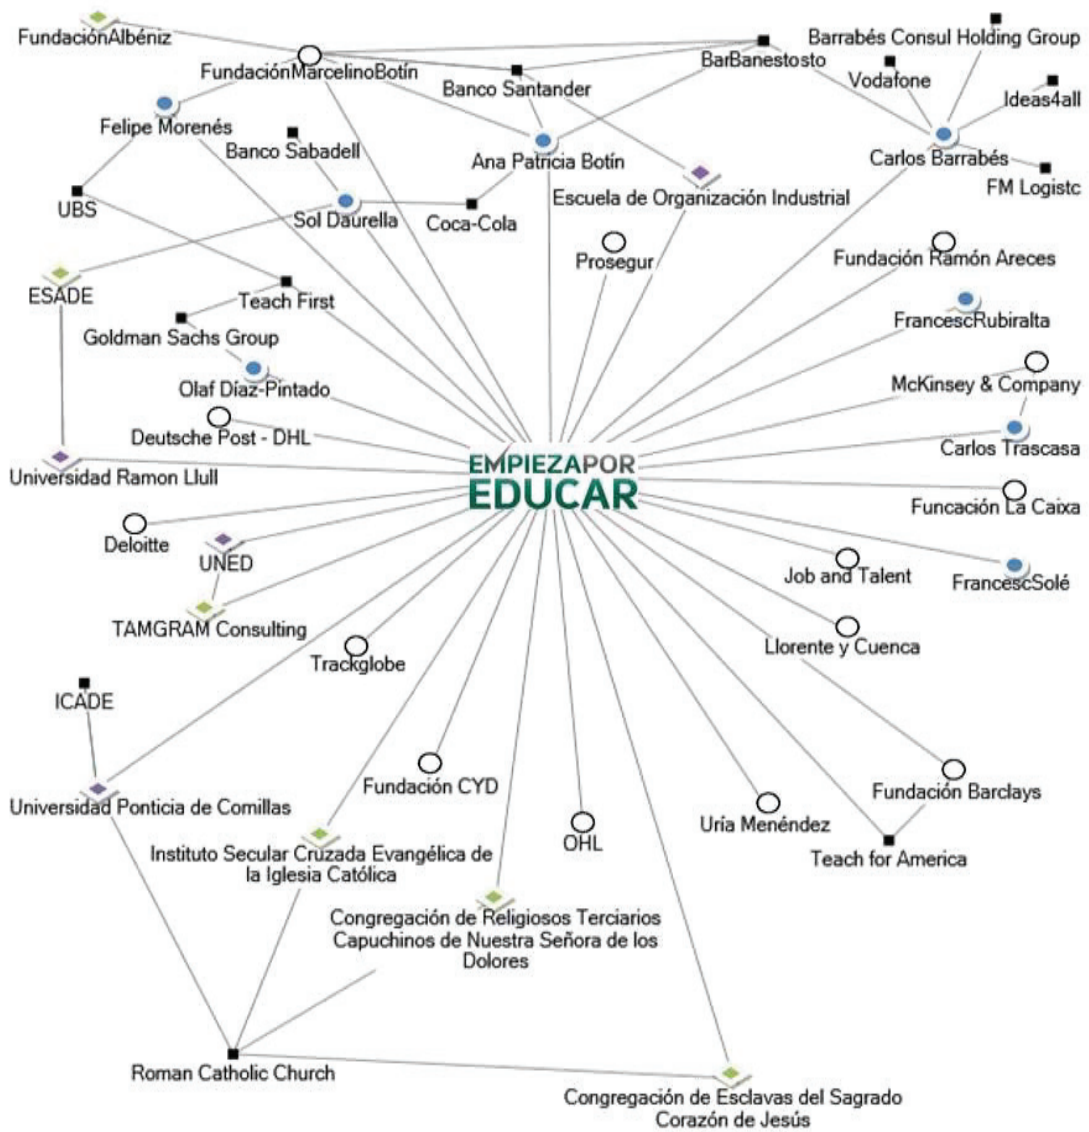 FundaciónAlbéniz
FundaciónMarcelinoBotín
Banco Santander
BarBanestosto
Barrabés Consul Holding Group
Vodafone
Ideas4all
Felipe Morenés
Banco Sabadell
Ana Patricia Botín
Carlos Barrabés
FM Logistc
UBS
Sol Daurella
Coca-Cola
Escuela de Organización Industrial
Prosegur
Fundación Ramón Areces
ESADE
Teach First
FrancescRubiralta
Goldman Sachs Group
Olaf Díaz-Pintado
McKinsey & Company
Deutsche Post - DHL
Carlos Trascasa
Universidad Ramon Llull
EMPIEZAPOR
EDUCAR
Funcación La Caixa
Deloitte
UNED
Job and Talent
FrancescSolé
TAMGRAM Consulting
Trackglobe
Llorente y Cuenca
ICADE
Universidad Ponticia de Comillas
Fundación CYD
Fundación Barclays
Uría Menéndez
OHL
Teach for America
Instituto Secular Cruzada Evangélica de
la Iglesia Católica
Congregación de Religiosos Terciarios
Capuchinos de Nuestra Señora de los
Dolores
Roman Catholic Church
Congregación de Esclavas del Sagrado
Corazón de Jesús